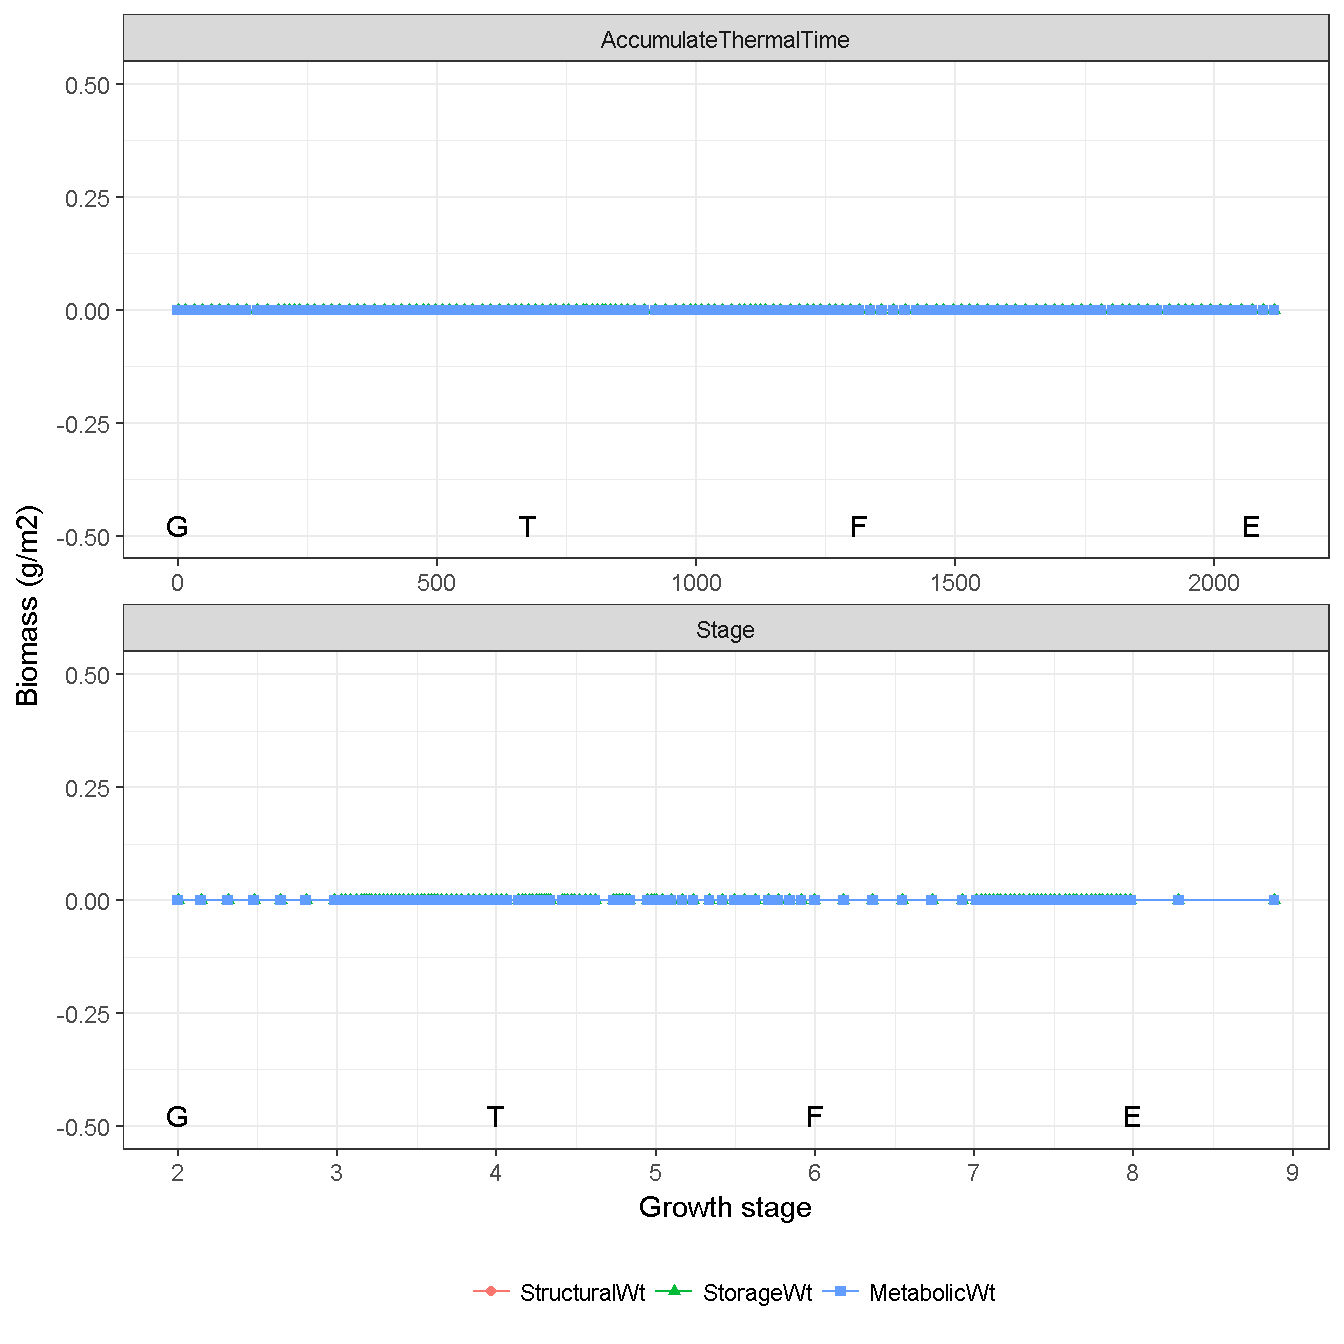 AccumulateThermalTime
0.50
0.25
0.00
-0.25
-0.50
G T F E
0 500 1000 1500 2000
Biomass (g/m2)
Stage
0.50
0.25
0.00
-0.25
-0.50
G T F E
2 3 4 5 6 7 8 9
Growth stage
StructuralWt StorageWt MetabolicWt